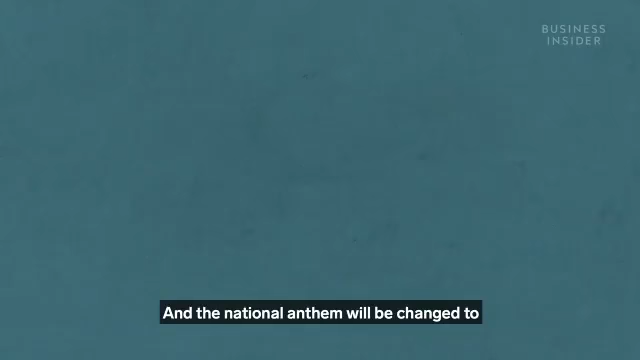 BUSINESS
INSIDER
And the national anthem will be changed to